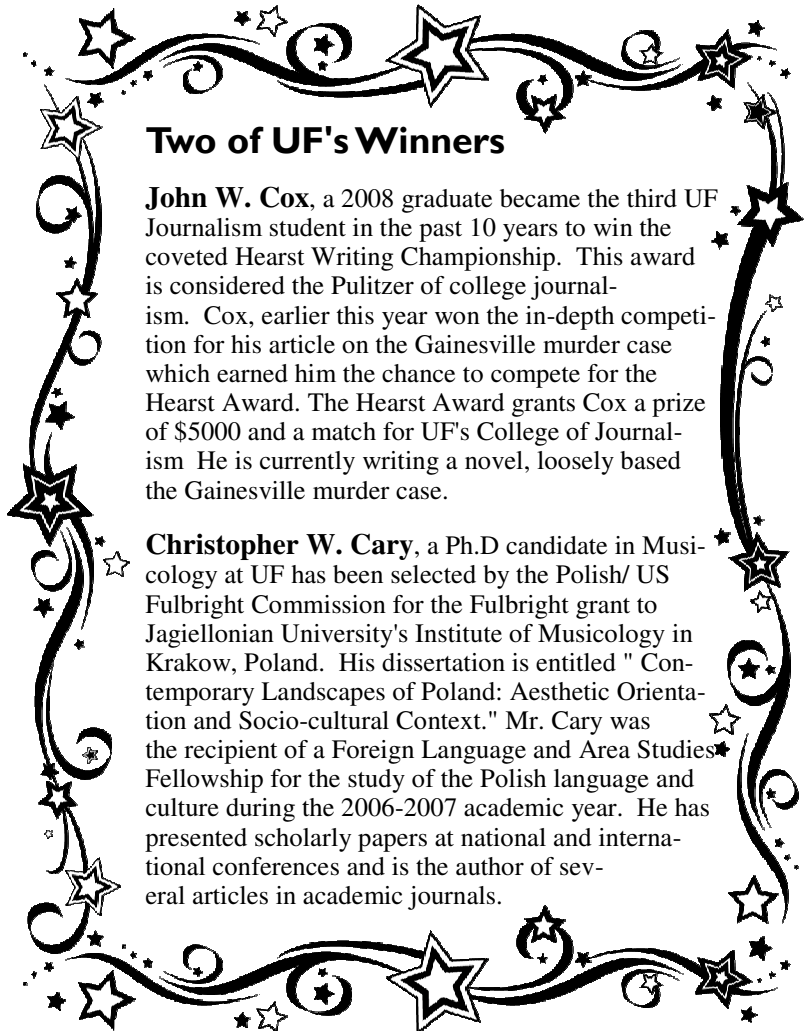 Two of UF's Winners
John W. Cox, a 2008 graduate became the third UF
Journalism student in the past 10 years to win the
coveted Hearst Writing Championship.  This award
is considered the Pulitzer of college journal-
ism.  Cox, earlier this year won the in-depth competi-
tion for his article on the Gainesville murder case
which earned him the chance to compete for the
Hearst Award. The Hearst Award grants Cox a prize
of $5000 and a match for UF's College of Journal-
ism  He is currently writing a novel, loosely based
the Gainesville murder case.
Christopher W. Cary, a Ph.D candidate in Musi-
cology at UF has been selected by the Polish/ US
Fulbright Commission for the Fulbright grant to
Jagiellonian University's Institute of Musicology in
Krakow, Poland.  His dissertation is entitled " Con-
temporary Landscapes of Poland: Aesthetic Orienta-
tion and Socio-cultural Context." Mr. Cary was
the recipient of a Foreign Language and Area Studies
Fellowship for the study of the Polish language and
culture during the 2006-2007 academic year.  He has
presented scholarly papers at national and interna-
tional conferences and is the author of sev-
eral articles in academic journals.